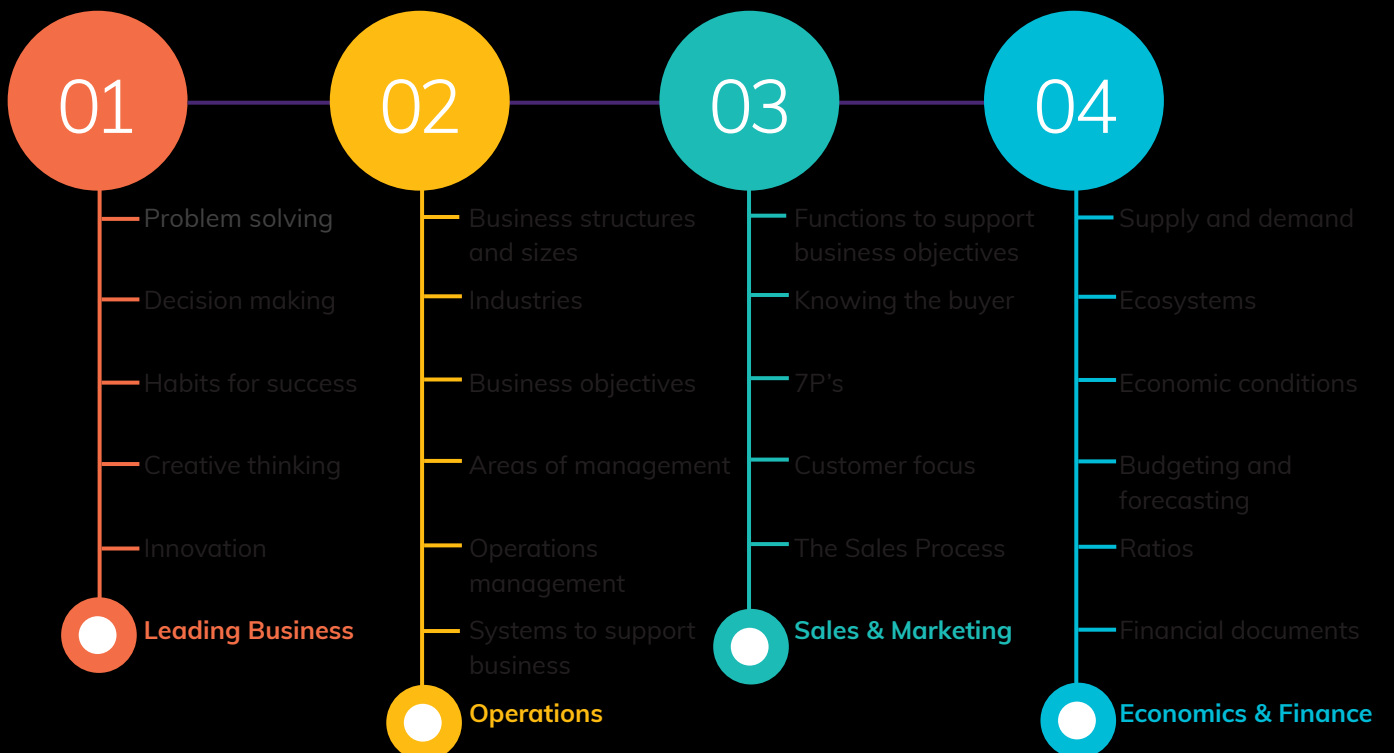 01
Problem solving
Decision making
Habits for success
Creative thinking
Innovation
Leading Business
02
Business structures
and sizes
Industries
Business objectives
Areas of management
Operations
management
Systems to support
business
Operations
03
Functions to support
business objectives
Knowing the buyer
7P's
Customer focus
The Sales Process
Sales & Marketing
04
Supply and demand
Ecosystems
Economic conditions
Budgeting and
forecasting
Ratios
Financial documents
Economics & Finance